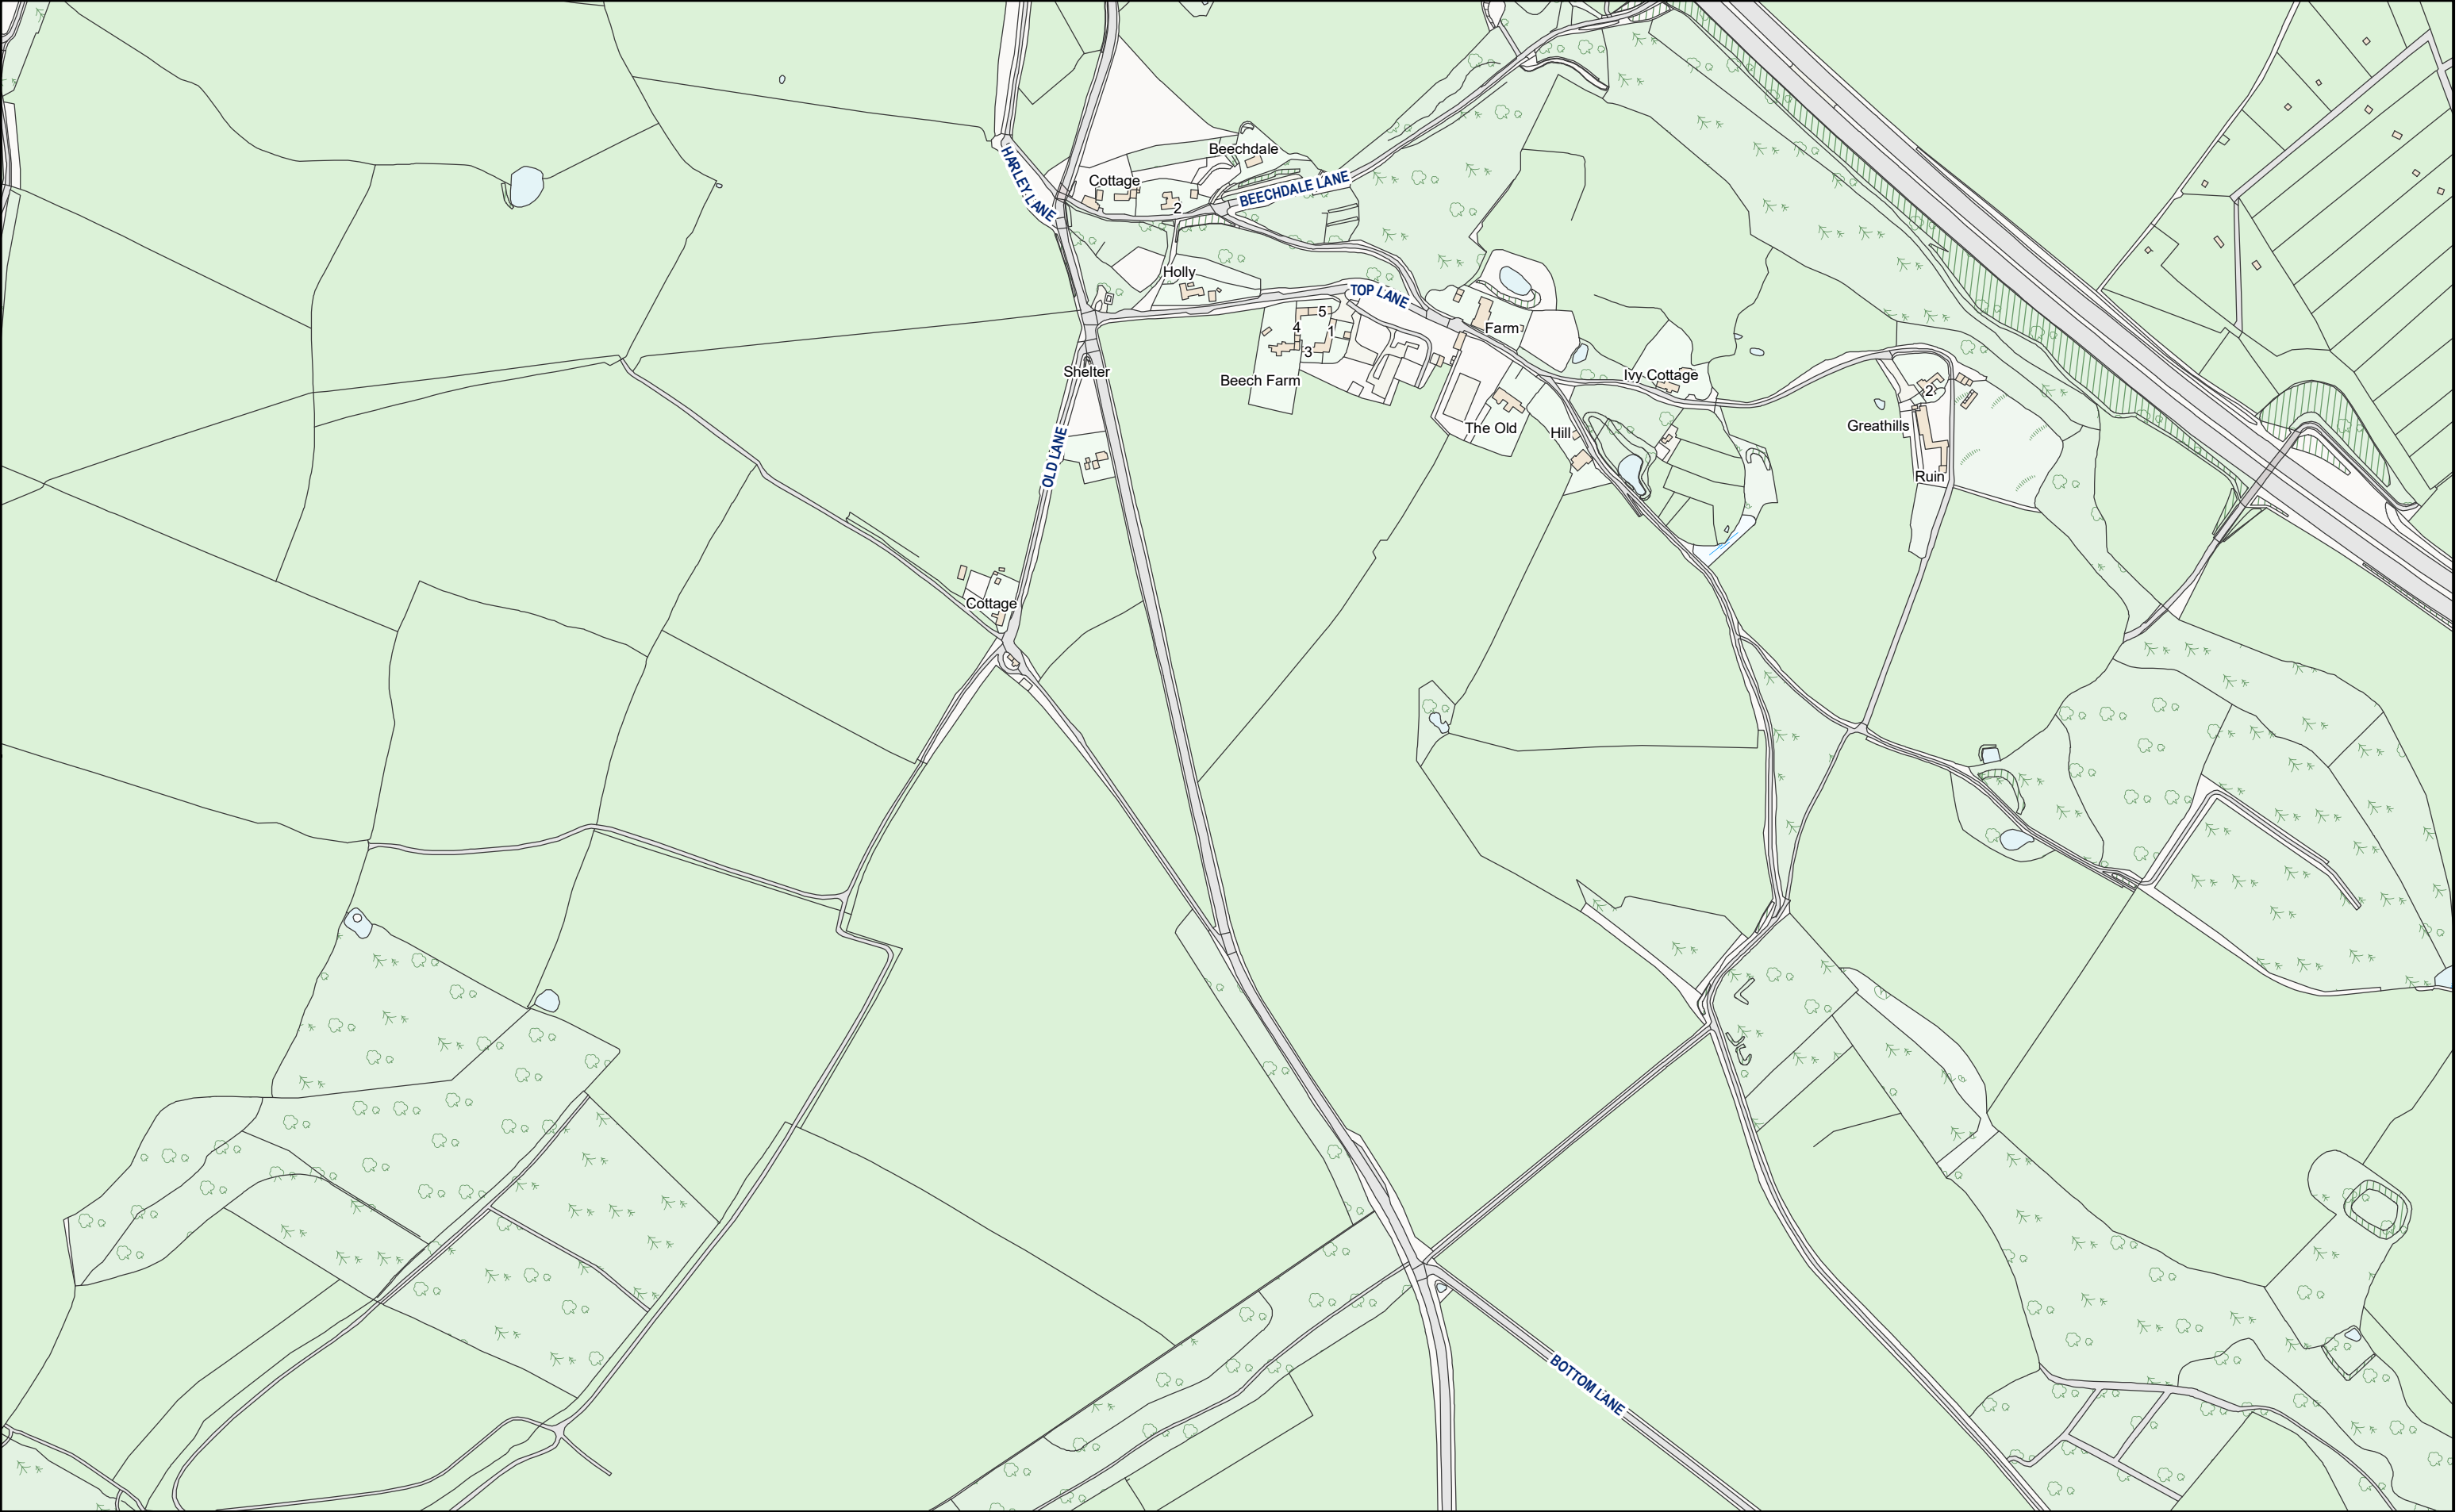 HARLEY LANE
Beechdale
Cottage
BEECHDALE LANE
2
Holly
TOP LANE
5
4
1
3
Farm
Shelter
Beech Farm
Ivy Cottage
2
Greathills
The Old
Hill
OLD LANE
Ruin
Cottage
BOTTOM LANE